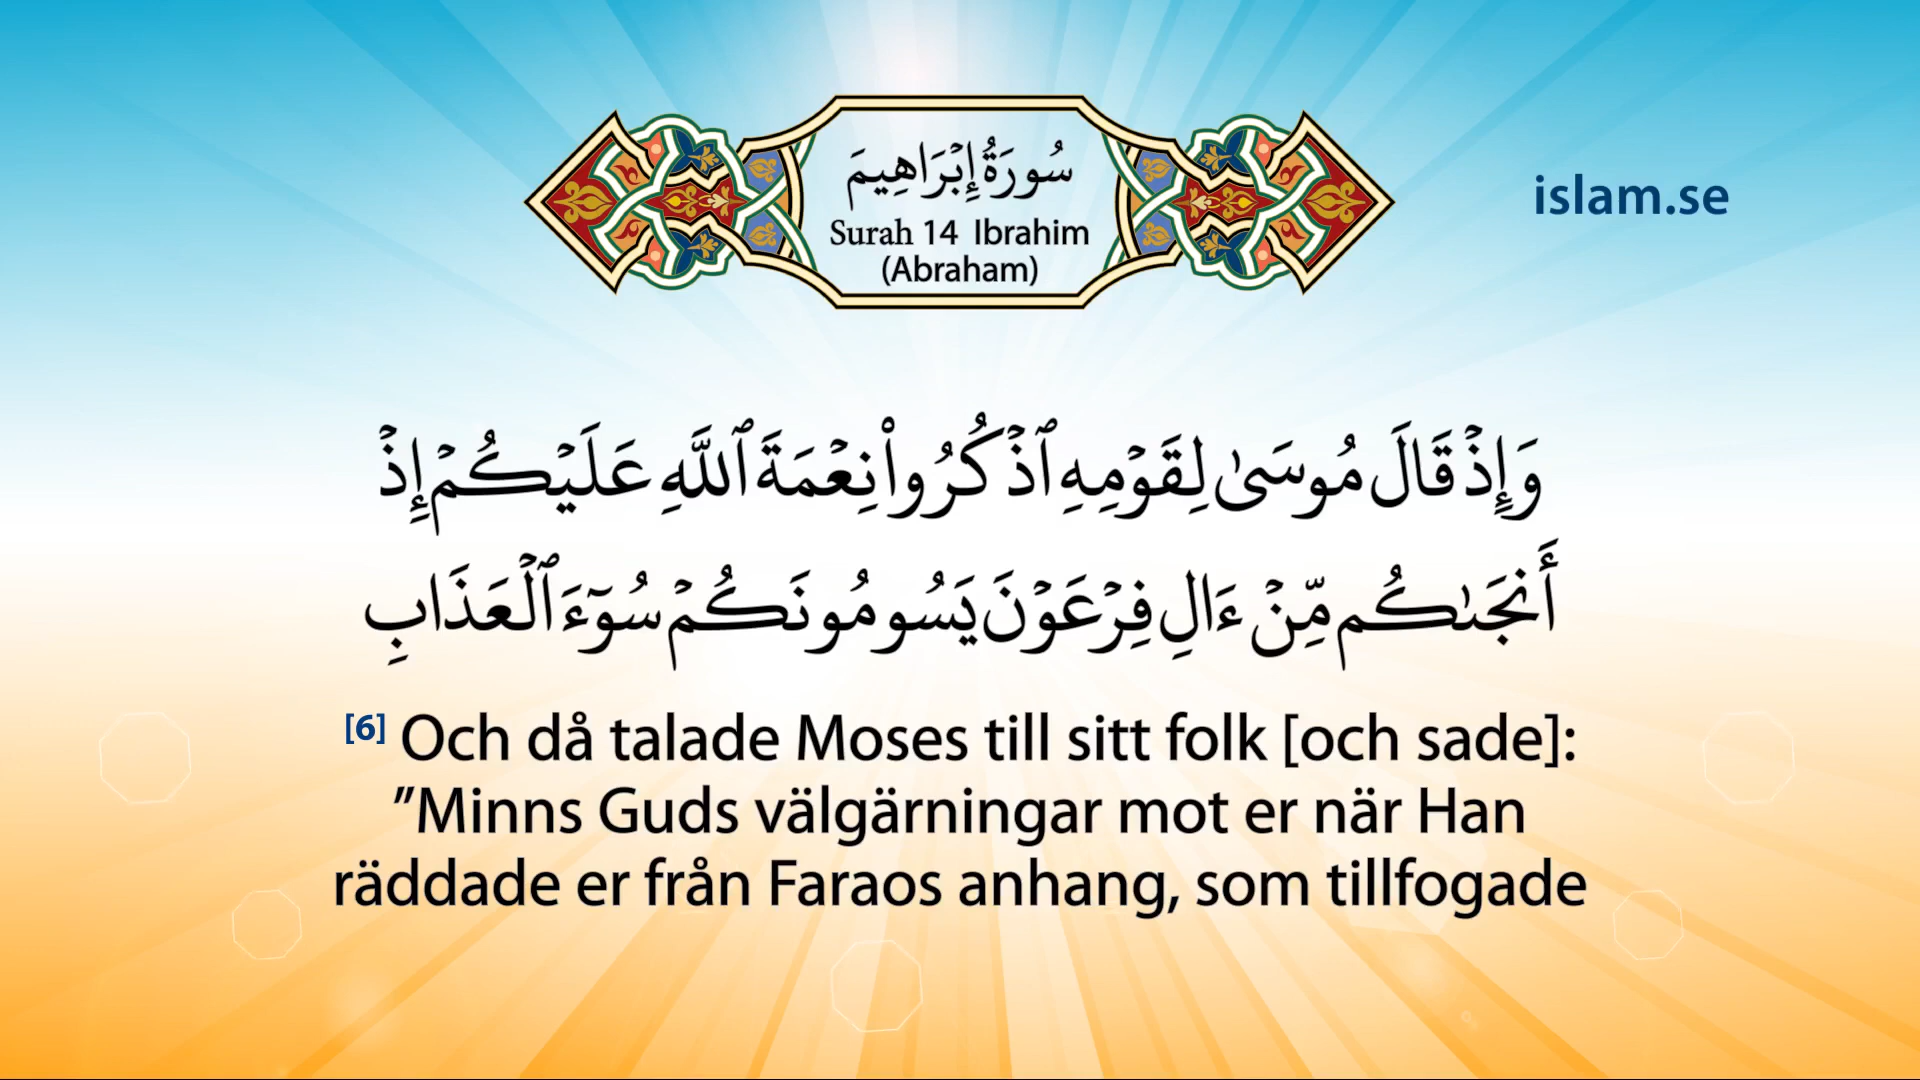 سُورَةُ إِبۡرَاهِيمَ
Surah 14 Ibrahim
(Abraham)
islam.se
وَإِذۡ قَالَ مُوسَىٰ لِقَوۡمِهِ ٱذۡكُرُواْ نِعۡمَةَ ٱللَّهِ عَلَيۡكُمۡ إِذۡ
أَنجَىٰكُم مِّنۡ ءَالِ فِرۡعَوۡنَ يَسُومُونَكُمۡ سُوٓءَ ٱلۡعَذَابِ
[6] Och då talade Moses till sitt folk [och sade]:
”Minns Guds välgärningar mot er när Han
räddade er från Faraos anhang, som tillfogade